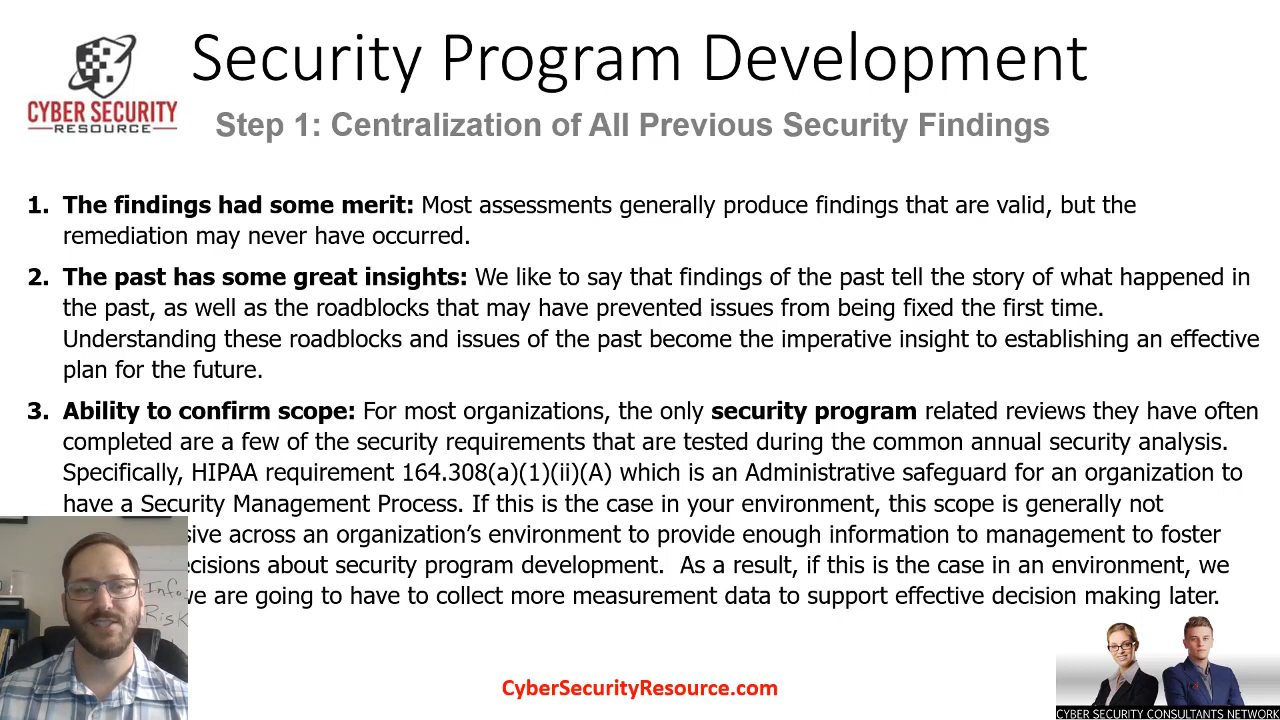 Security Program Development
CYBER SECURITY
RESOURCE
Step 1: Centralization of All Previous Security Findings
1. The findings had some merit: Most assessments generally produce findings that are valid, but the
remediation may never have occurred.
2. The past has some great insights: We like to say that findings of the past tell the story of what happened in
the past, as well as the roadblocks that may have prevented issues from being fixed the first time.
Understanding these roadblocks and issues of the past become the imperative insight to establishing an effective
plan for the future.
3. Ability to confirm scope: For most organizations, the only security program related reviews they have often
completed are a few of the security requirements that are tested during the common annual security analysis.
Specifically, HIPAA requirement 164.308(a)(1)(ii)(A) which is an Administrative safeguard for an organization to
have a Security Management Process. If this is the case in your environment, this scope is generally not
sive across an organization’s environment to provide enough information to management to foster
ecisions about security program development. As a result, if this is the case in an environment, we
we are going to have to collect more measurement data to support effective decision making later.
Info
Risk
CyberSecurityResource.com
CYBER SECURITY CONSULTANTS NETWORK